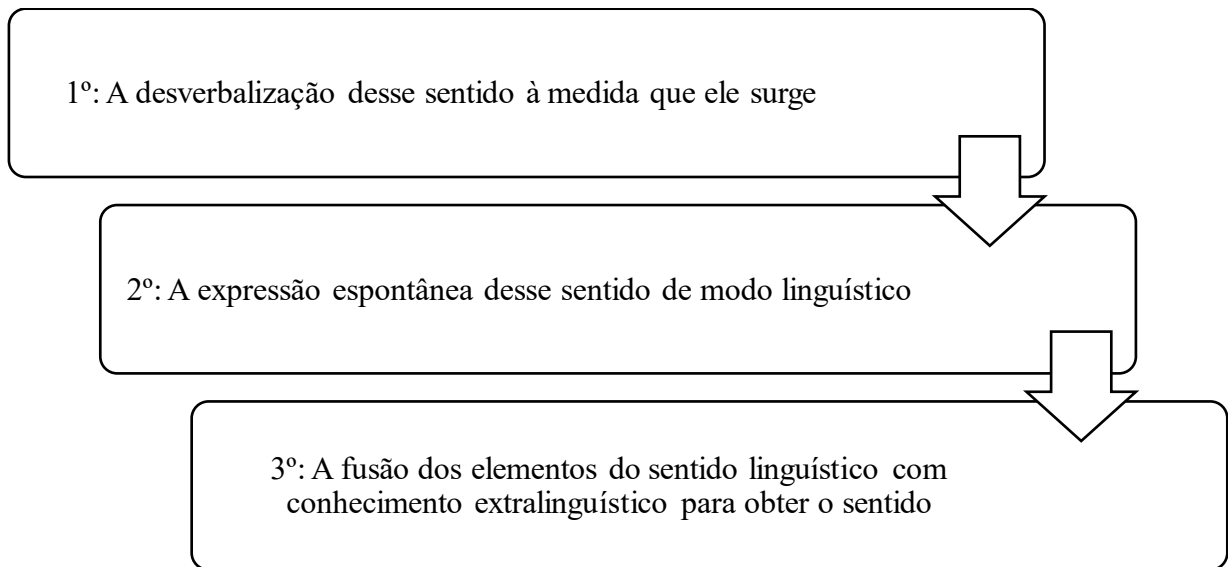 1º: A desverbalização desse sentido à medida que ele surge
2º: A expressão espontânea desse sentido de modo linguístico
3º: A fusão dos elementos do sentido linguístico com
conhecimento extralinguístico para obter o sentido